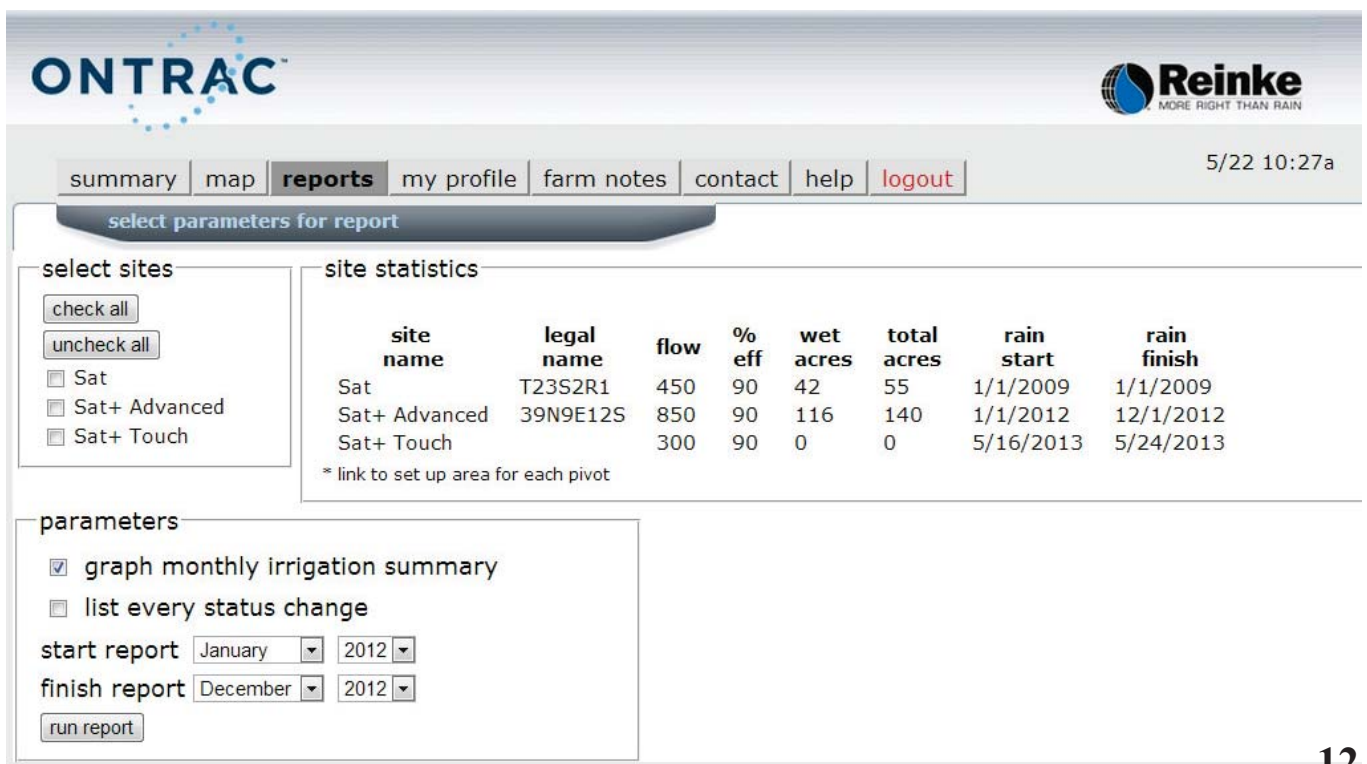 ONTRAC™
Reinke
MORE RIGHT THAN RAIN
5/22 10:27a
summary map reports my profile farm notes contact help logout
select parameters for report
select sites
check all
uncheck all
Sat
Sat+ Advanced
Sat+ Touch
site statistics
site name legal name flow % eff wet acres total acres rain start rain finish
Sat T23S2R1 450 90 42 55 1/1/2009 1/1/2009
Sat+ Advanced 39N9E12S 850 90 116 140 1/1/2012 12/1/2012
Sat+ Touch 300 90 0 0 5/16/2013 5/24/2013
* link to set up area for each pivot
parameters
graph monthly irrigation summary
list every status change
start report January 2012
finish report December 2012
run report
12